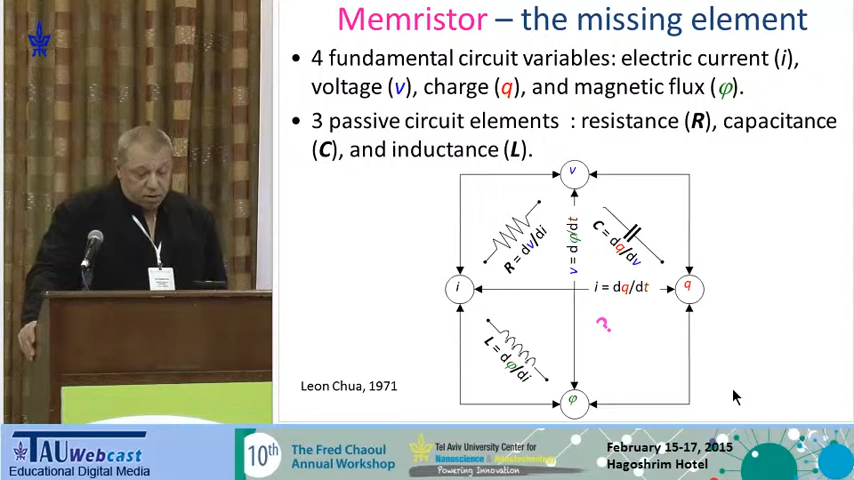 Memristor – the missing element
• 4 fundamental circuit variables: electric current (i),
voltage (v), charge (q), and magnetic flux (φ).
• 3 passive circuit elements : resistance (R), capacitance
(C), and inductance (L).
v
R = dv/di
v = dφ/dt
C = dq/dv
i
i = dq/dt
q
?
L = dφ/di
φ
Leon Chua, 1971
TAU Webcast
Educational Digital Media
10th
The Fred Chaoul
Annual Workshop
Tel Aviv University Center for
Nanoscience & Nanotechnology
Powering Innovation
February 15-17, 2015
Hagoshrim Hotel